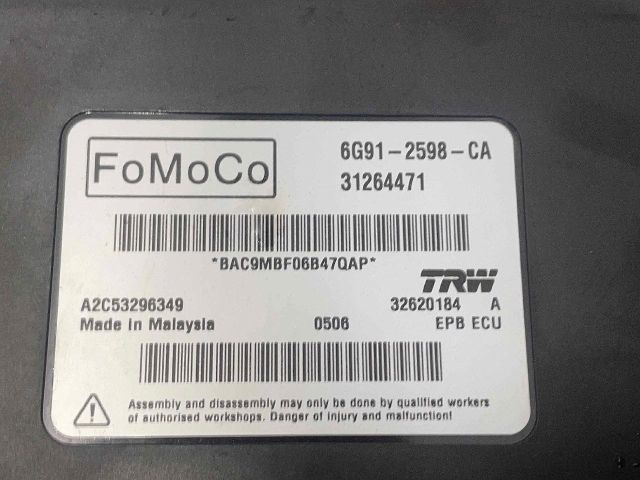 FoMoCo
6G91-2598-CA
31264471
*BAC9MBF06B47QAP*
TRW
A2C53296349
32620184 A
Made in Malaysia 0506 EPB ECU
Assembly and disassembly may only be done by qualified workers
of authorised workshops. Danger of injury and malfunction!